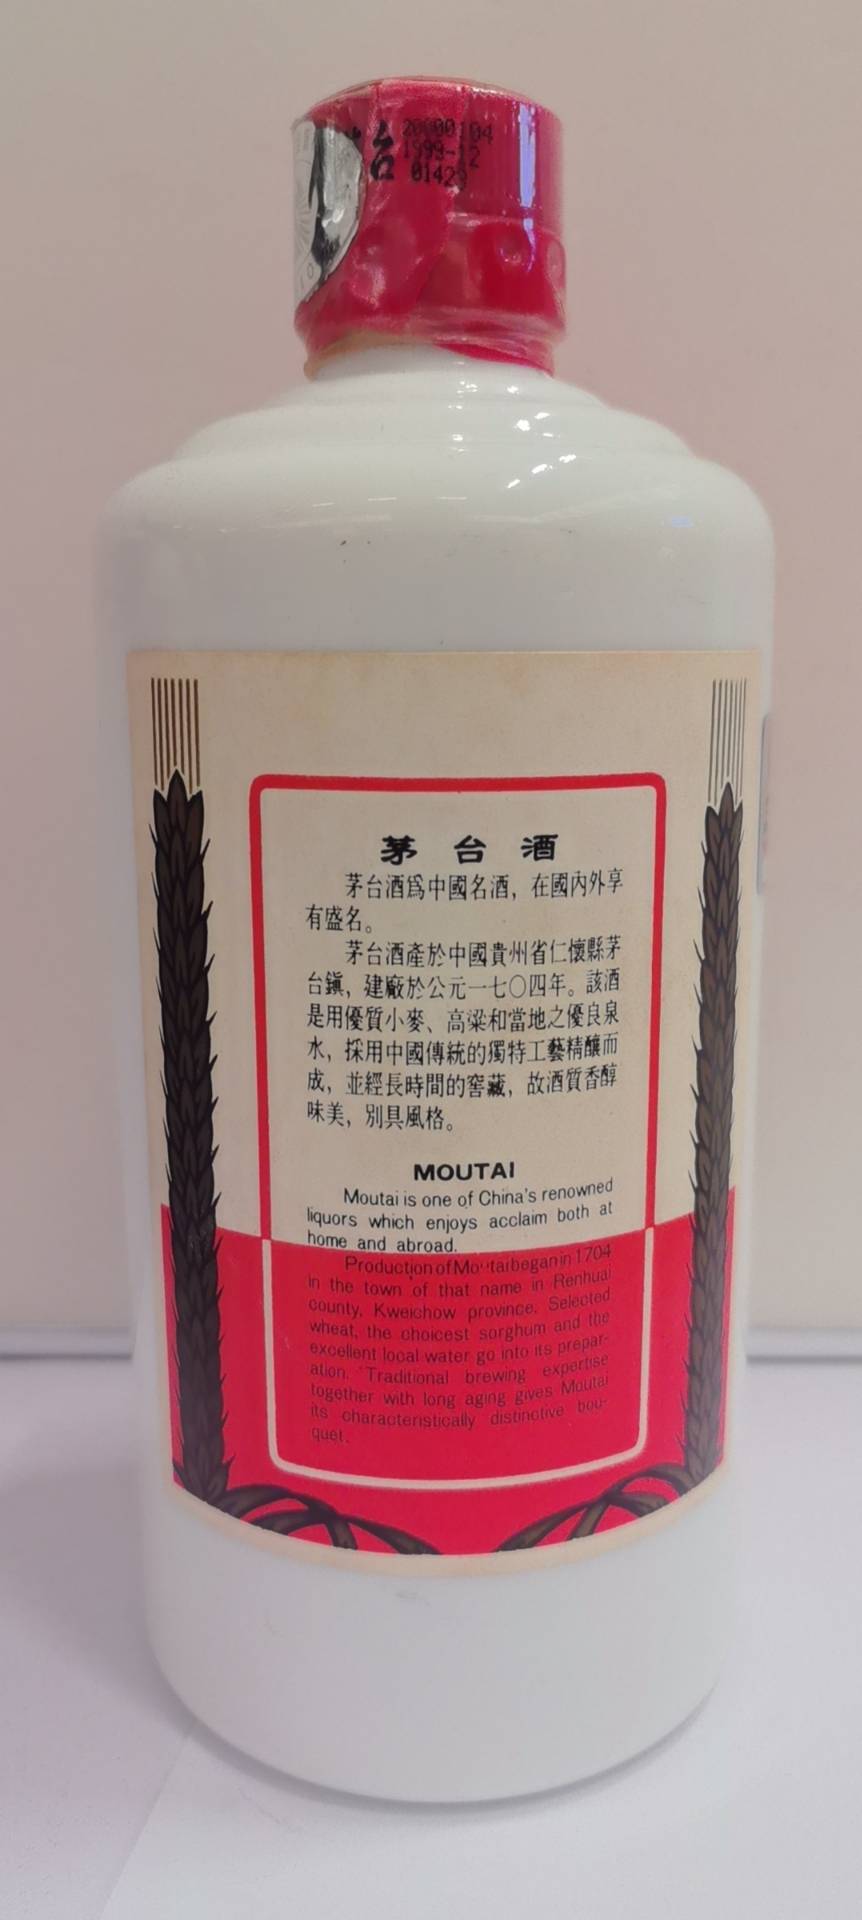 台
20000104
1999-12
01429
茅台酒
茅台酒爲中國名酒，在國内外享
有盛名。
茅台酒產於中國貴州省仁懷縣茅
台鎮，建廠於公元一七〇四年。該酒
是用優質小麥、高粱和當地之優良泉
水，採用中國傳統的獨特工藝精釀而
成，並經長時間的窖藏，故酒質香醇
味美，別具風格。
MOUTAI
Moutai is one of China's renowned
liquors which enjoys acclaim both at
home and abroad.
Production of Moutai began in 1704
in the town of that name in Renhuai
county, Kweichow province. Selected
wheat, the choicest sorghum and the
excellent local water go into its prepar-
ation. Traditional brewing expertise
together with long aging gives Moutai
its characteristically distinctive bou-
quet.